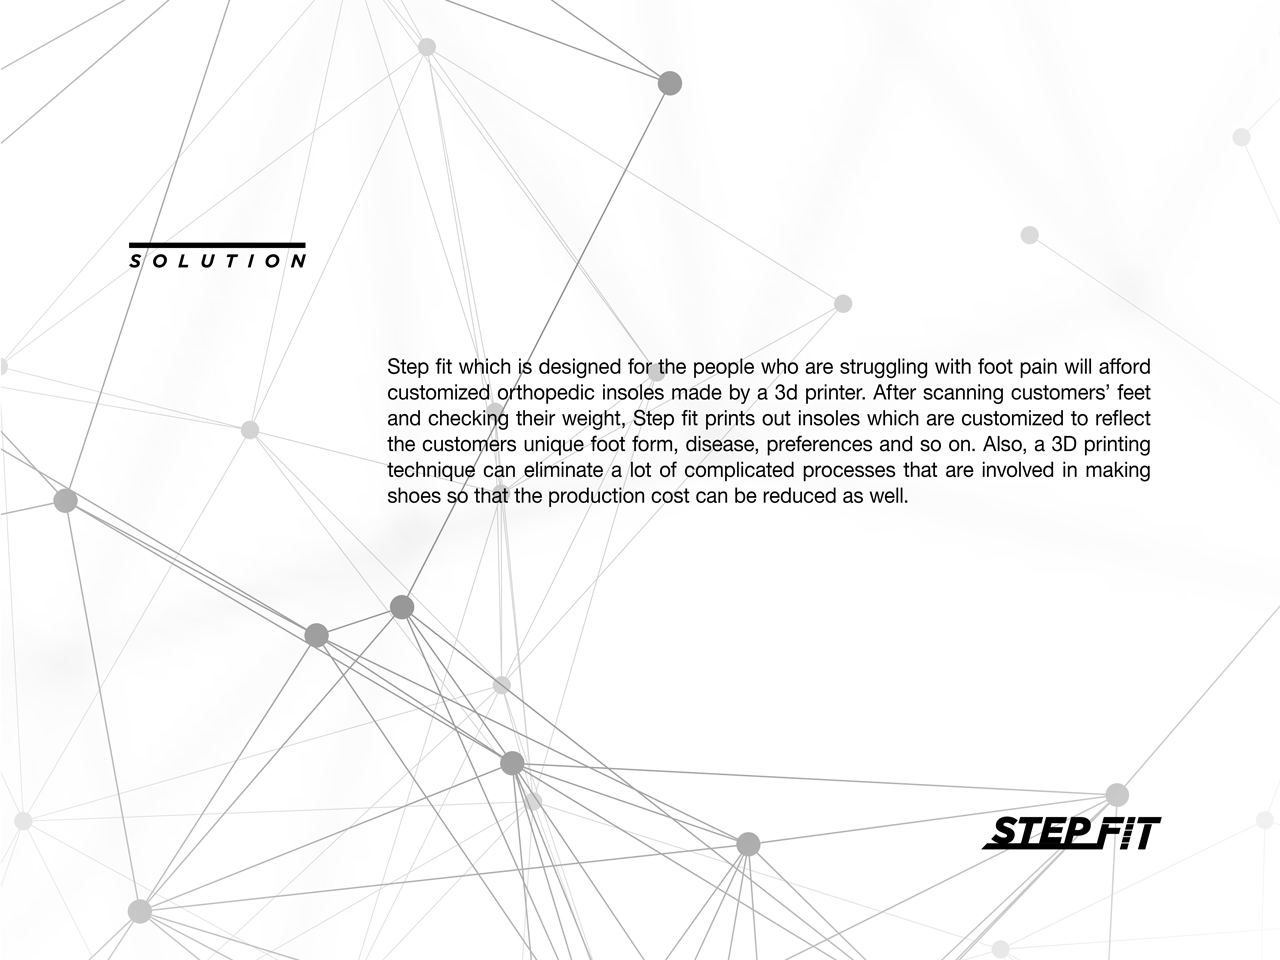 SOLUTION
Step fit which is designed for the people who are struggling with foot pain will afford
customized orthopedic insoles made by a 3d printer. After scanning customers’ feet
and checking their weight, Step fit prints out insoles which are customized to reflect
the customers unique foot form, disease, preferences and so on. Also, a 3D printing
technique can eliminate a lot of complicated processes that are involved in making
shoes so that the production cost can be reduced as well.
STEP FIT